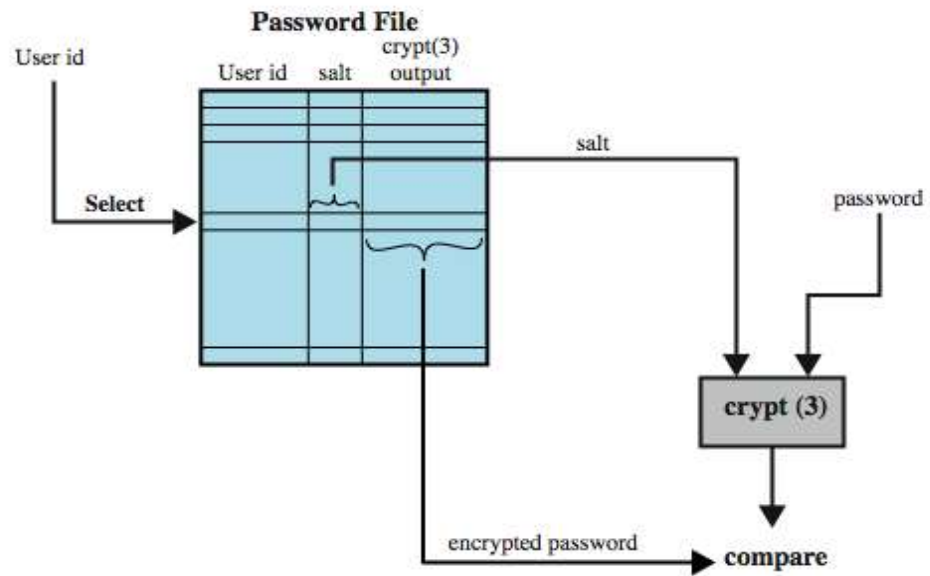 Password File
User id
User id
salt
crypt(3)
output
salt
Select
password
crypt (3)
encrypted password
compare